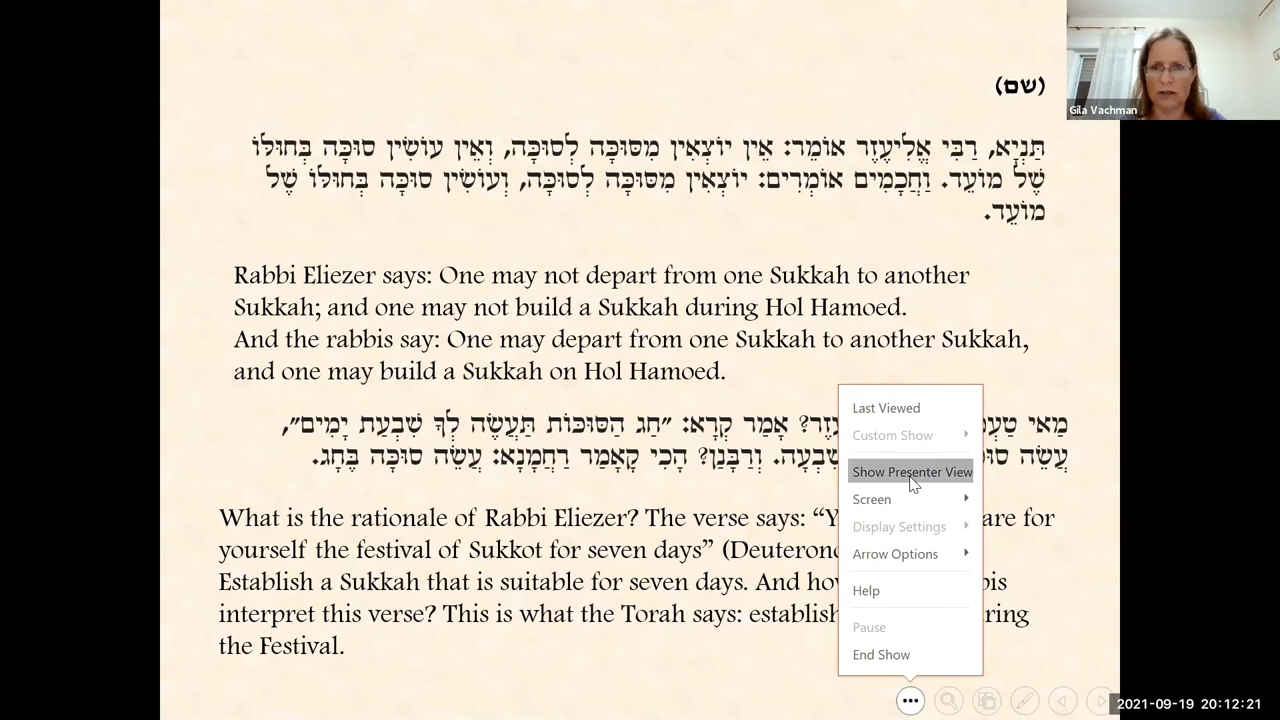 (שם)
Gila Vachman
תַּנְיָא, רַבִּי אֱלִיעֶזֶר אוֹמֵר: אֵין יוֹצְאִין מִסּוּכָּה לְסוּכָּה, וְאֵין עוֹשִׂין סוּכָּה בְּחוּלּוֹ
שֶׁל מוֹעֵד. וַחֲכָמִים אוֹמְרִים: יוֹצְאִין מִסּוּכָּה לְסוּכָּה, וְעוֹשִׂין סוּכָּה בְּחוּלּוֹ שֶׁל
מוֹעֵד.
Rabbi Eliezer says: One may not depart from one Sukkah to another
Sukkah; and one may not build a Sukkah during Hol Hamoed.
And the rabbis say: One may depart from one Sukkah to another Sukkah,
and one may build a Sukkah on Hol Hamoed.
מַאי אָמַר קְרָא: ״חַג הַסּוּכּוֹת תַּעֲשֶׂה לְךָ שִׁבְעַת יָמִים״,
עֲשֵׂה וְרַבָּנַן? הָכִי קָאָמַר רַחֲמָנָא: עֲשֵׂה סוּכָּה בֶּחָג.
What is the rationale of Rabbi Eliezer? The verse says: “Y are for
yourself the festival of Sukkot for seven days” (Deuterono
Establish a Sukkah that is suitable for seven days. And ho bis
interpret this verse? This is what the Torah says: establish ring
the Festival.
Last Viewed
Custom Show
Show Presenter View
Screen
Display Settings
Arrow Options
Help
Pause
End Show
2021-09-19 20:12:21